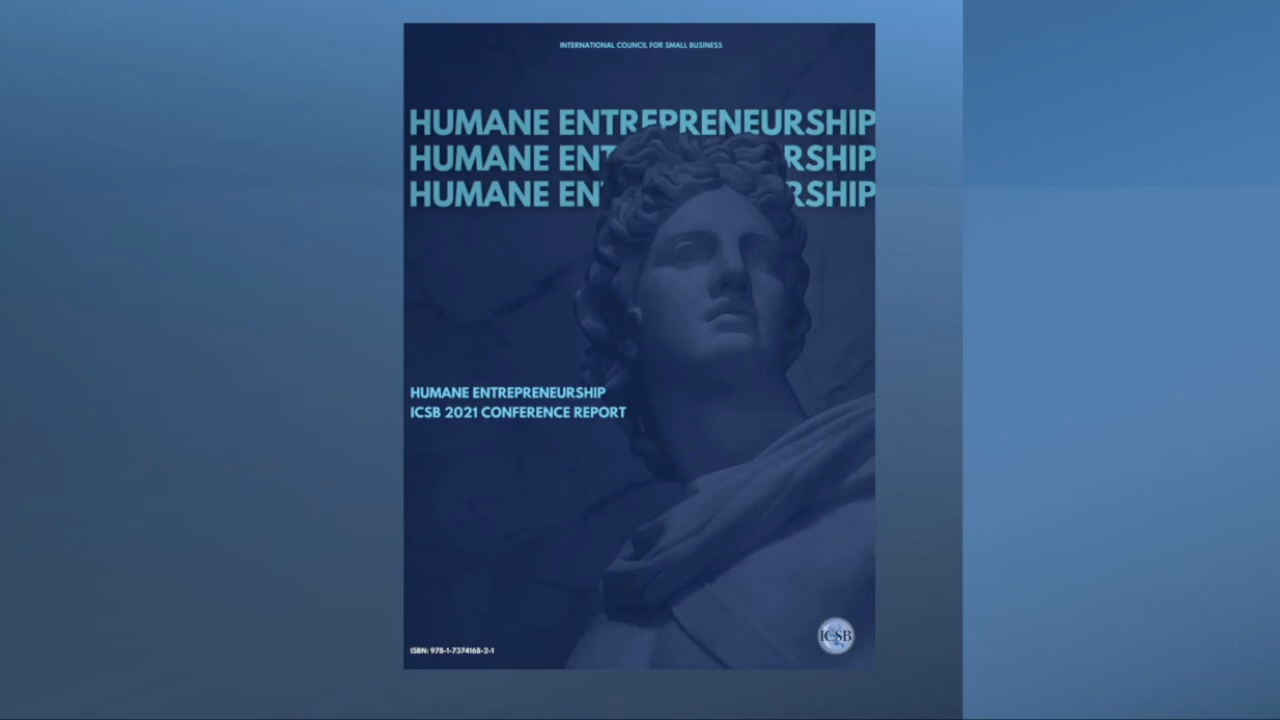 INTERNATIONAL COUNCIL FOR SMALL BUSINESS
HUMANE ENTREPRENEURSHIP
HUMANE ENT RSHIP
HUMANE EN RSHIP
HUMANE ENTREPRENEURSHIP
ICSB 2021 CONFERENCE REPORT
ICSB
ISBN: 978-1-7374168-2-1